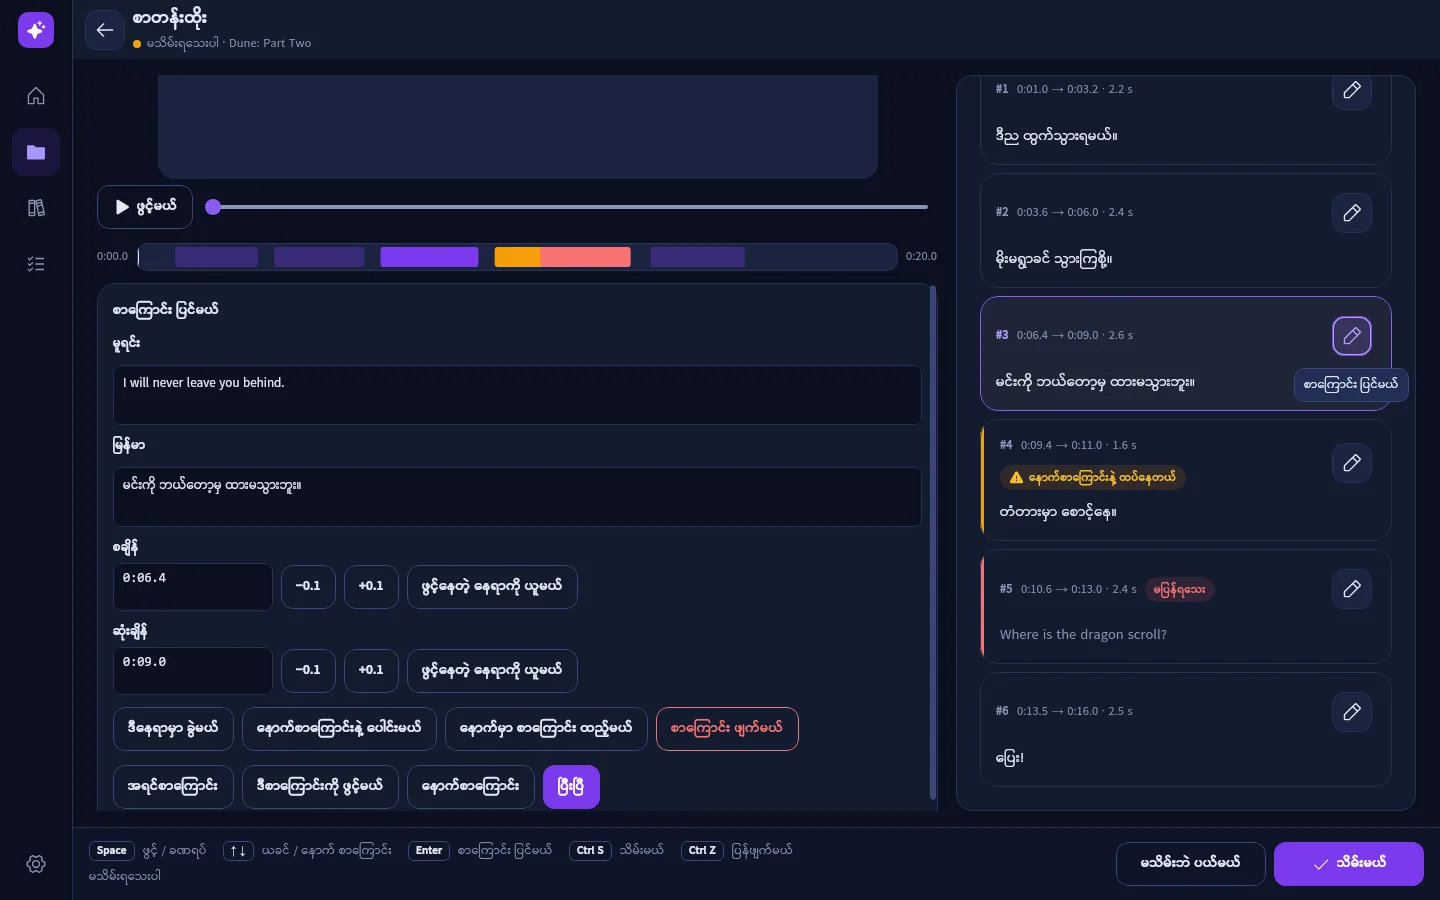 စာတန်းထိုး
မသိမ်းရသေးပါ · Dune: Part Two
ဖွင့်မယ်
0:00.0
0:20.0
စာကြောင်း ပြင်မယ်
မူရင်း
I will never leave you behind.
မြန်မာ
မင်းကို ဘယ်တော့မှ ထားမသွားဘူး။
စချိန်
0:06.4 −0.1 +0.1 ဖွင့်နေတဲ့ နေရာကို ယူမယ်
ဆုံးချိန်
0:09.0 −0.1 +0.1 ဖွင့်နေတဲ့ နေရာကို ယူမယ်
ဒီနေရာမှာ ခွဲမယ် နောက်စာကြောင်းနဲ့ ပေါင်းမယ် နောက်မှာ စာကြောင်း ထည့်မယ် စာကြောင်း ဖျက်မယ်
အရင်စာကြောင်း ဒီစာကြောင်းကို ဖွင့်မယ် နောက်စာကြောင်း ပြီးပြီ
#1 0:01.0 → 0:03.2 · 2.2 s
ဒီည ထွက်သွားရမယ်။
#2 0:03.6 → 0:06.0 · 2.4 s
မိုးမရွာခင် သွားကြစို့။
#3 0:06.4 → 0:09.0 · 2.6 s
မင်းကို ဘယ်တော့မှ ထားမသွားဘူး။
စာကြောင်း ပြင်မယ်
#4 0:09.4 → 0:11.0 · 1.6 s
နောက်စာကြောင်းနဲ့ ထပ်နေတယ်
တံတားမှာ စောင့်နေ။
#5 0:10.6 → 0:13.0 · 2.4 s မပြန်ရသေး
Where is the dragon scroll?
#6 0:13.5 → 0:16.0 · 2.5 s
ပြေး!
Space ဖွင့် / ခဏရပ် ↑↓ ယခင် / နောက် စာကြောင်း Enter စာကြောင်း ပြင်မယ် Ctrl S သိမ်းမယ် Ctrl Z ပြန်ဖျက်မယ်
မသိမ်းရသေးပါ
မသိမ်းဘဲ ပယ်မယ် သိမ်းမယ်